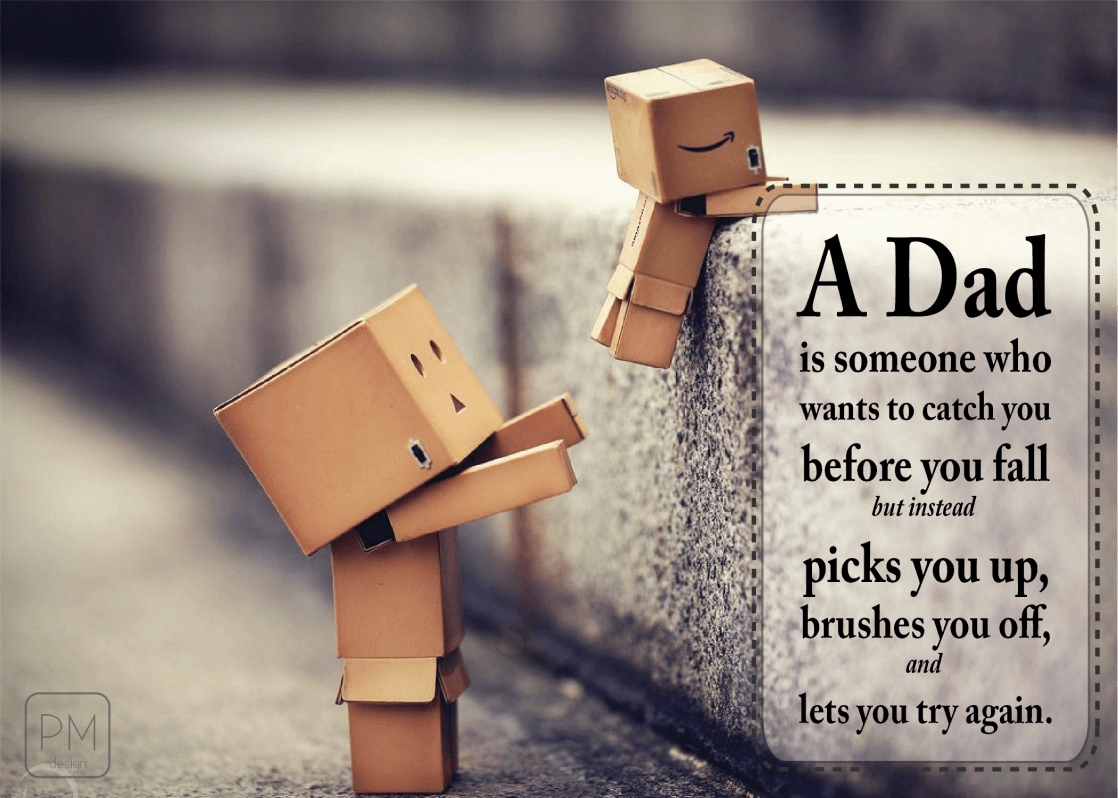 amazon
A Dad
is someone who
wants to catch you
before you fall
but instead
picks you up,
brushes you off,
and
lets you try again.
PM
design